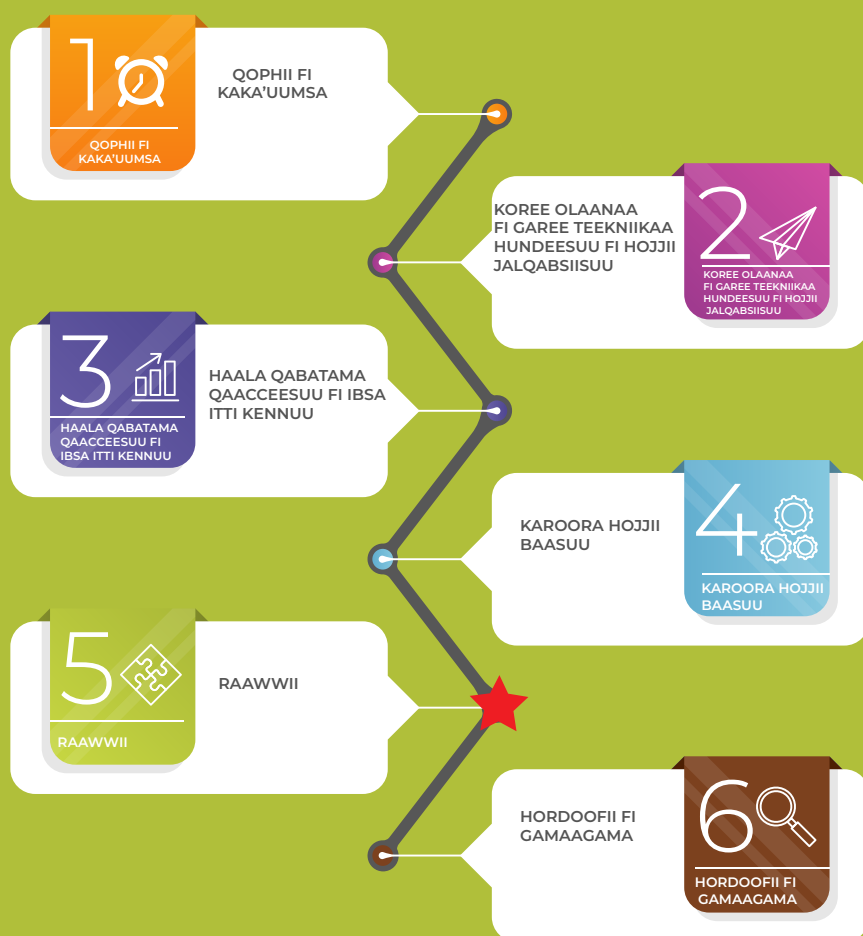 1
QOPHII FI
KAKA'UUMSA
QOPHII FI
KAKA'UUMSA
KOREE OLAANAA
FI GAREE TEEKNIIKAA
HUNDEESUU FI HOJJII
JALQABSIISUU
2
KOREE OLAANAA
FI GAREE TEEKNIKAA
HUNDEESUU FI HOJJII
JALQABSIISUU
3
HAALA QABATAMA
QAACCEESUU FI
IBSA ITTI KENNUU
HAALA QABATAMA
QAACCEESUU FI IBSA
ITTI KENNUU
KAROORA HOJJII
BAASUU
4
KAROORA HOJJII
BAASUU
5
RAAWWII
RAAWWII
HORDOOFII FI
GAMAAGAMA
6
HORDOOFII FI
GAMAAGAMA